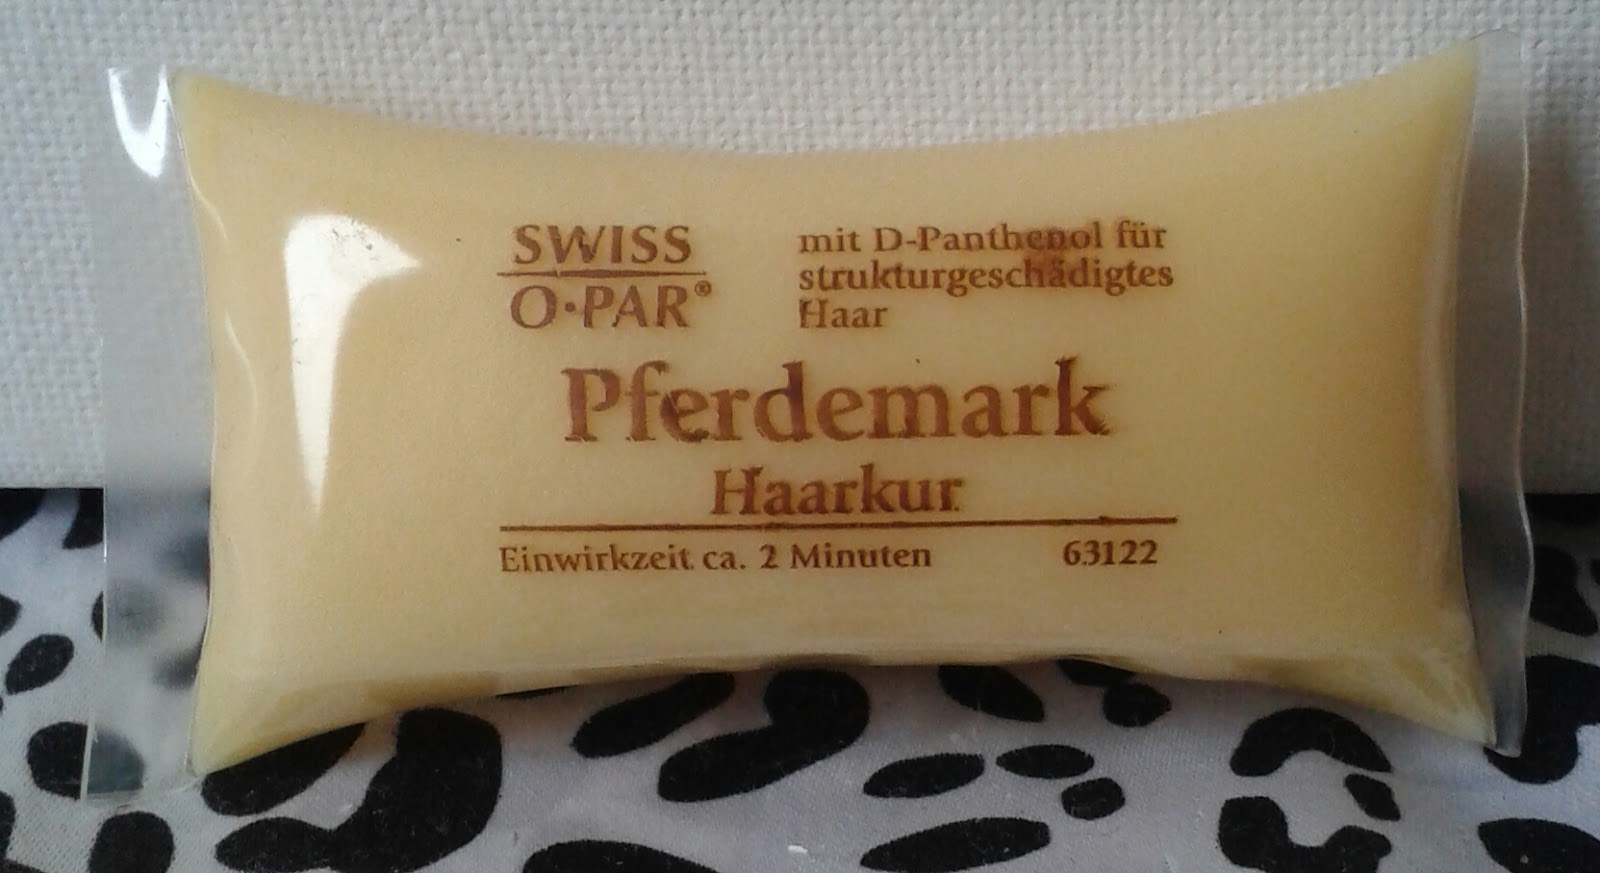 SWISS
O·PAR®
mit D-Panthenol für
strukturgeschädigtes
Haar
Pferdemark
Haarkur
Einwirkzeit ca. 2 Minuten 63122